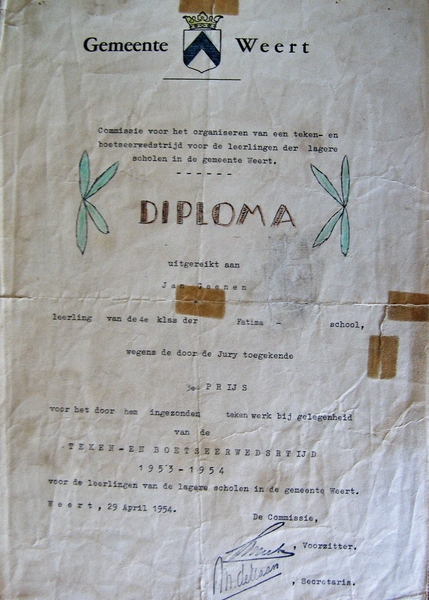 Gemeente Weert
Commissie voor het organiseren van een teken- en
boetseerwedstrijd voor de leerlingen der lagere
scholen in de gemeente Weert.
DIPLOMA
uitgereikt aan
Jan
leerling van de 4e klas der Fatima - school,
wegens de door de Jury toegekende
3de PRIJS
voor het door hem ingezonden teken werk bij gelegenheid
van de
TEKEN-EN BOETSEERWEDSRTIJD
1953-1954
voor de leerlingen van de lagere scholen in de gemeente Weert.
Weert, 29 April 1954.
De Commissie,
, Voorzitter.
, Secretaris.